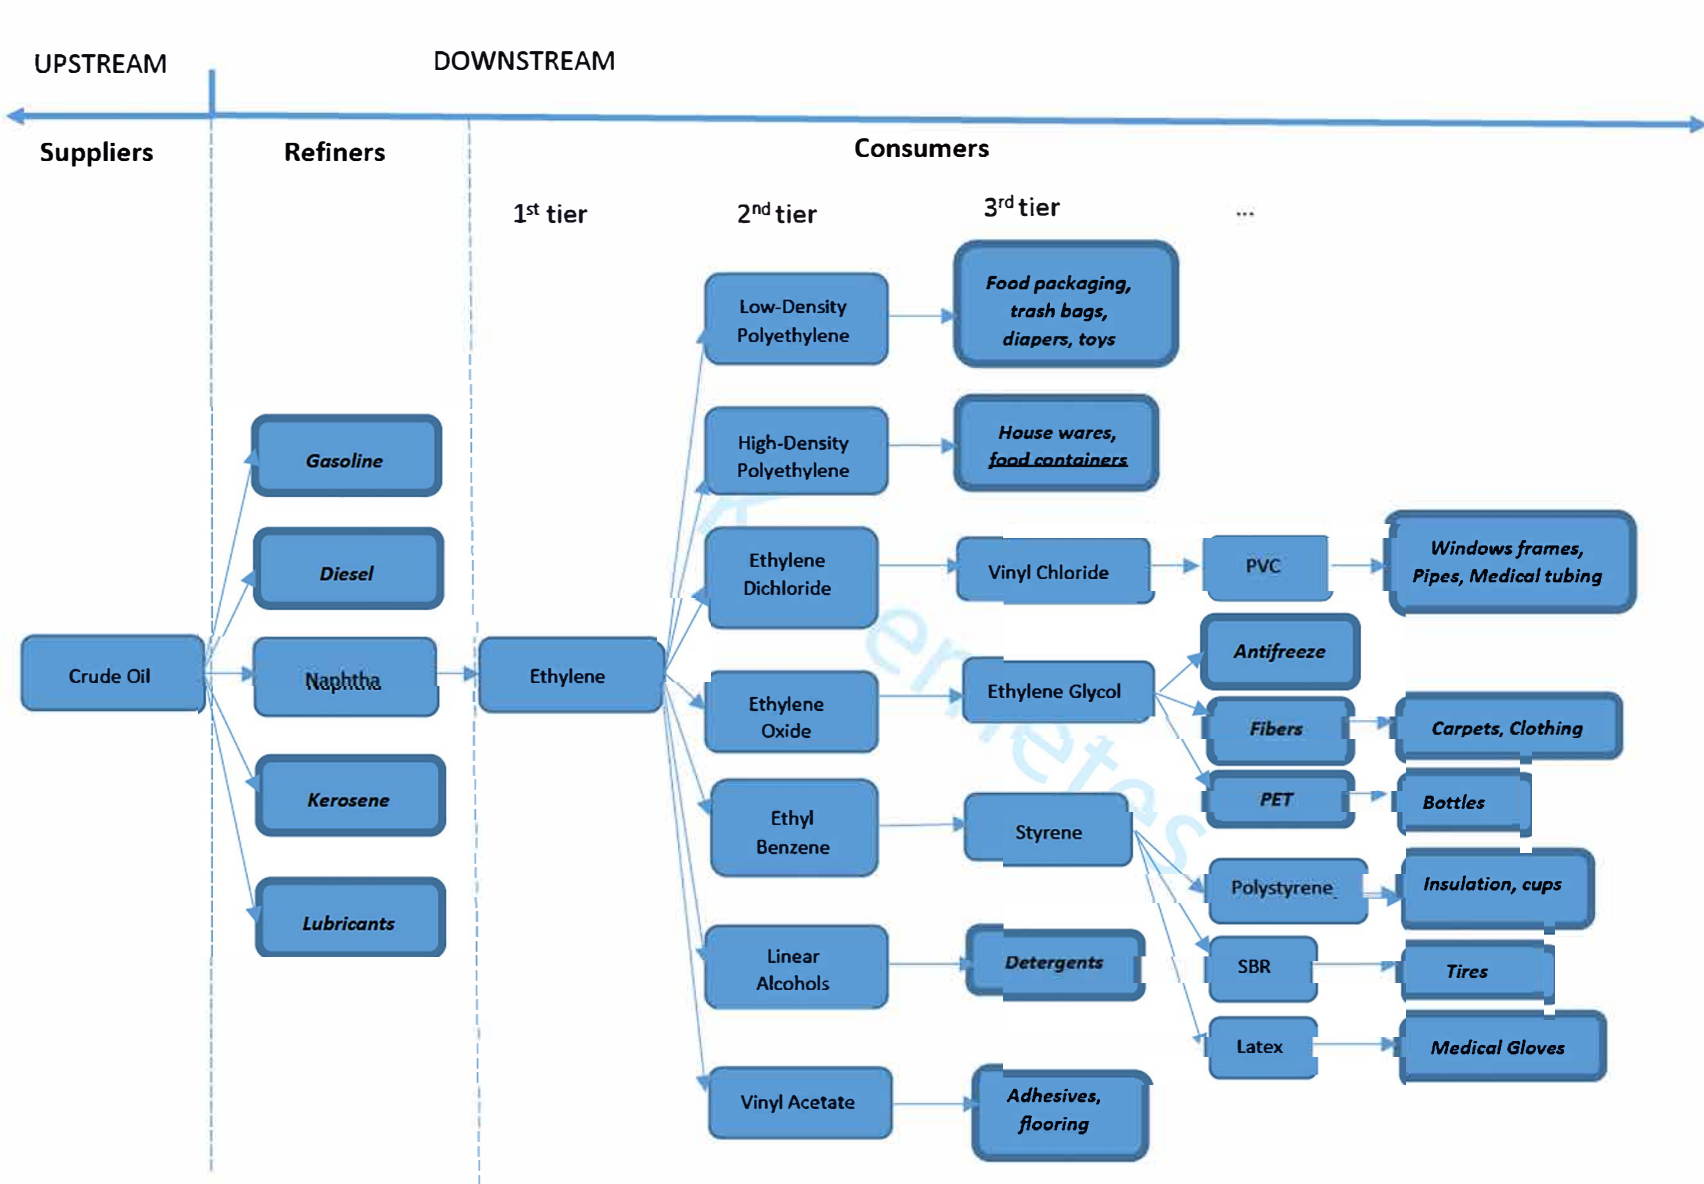 UPSTREAM
DOWNSTREAM
Suppliers
Refiners
Consumers
1st tier
2nd tier
3rd tier
...
Low-Density
Polyethylene
Food packaging,
trash bags,
diapers, toys
High-Density
Polyethylene
House wares,
food containers
Gasoline
Diesel
Ethylene
Dichloride
Vinyl Chloride
PVC
Windows frames,
Pipes, Medical tubing
Antifreeze
Crude Oil
Naphtha
Ethylene
Ethylene
Oxide
Ethylene Glycol
Fibers
Carpets, Clothing
PET
Bottles
Kerosene
Ethyl
Benzene
Styrene
Polystyrene
Insulation, cups
Lubricants
Linear
Alcohols
Detergents
SBR
Tires
Latex
Medical Gloves
Vinyl Acetate
Adhesives,
flooring